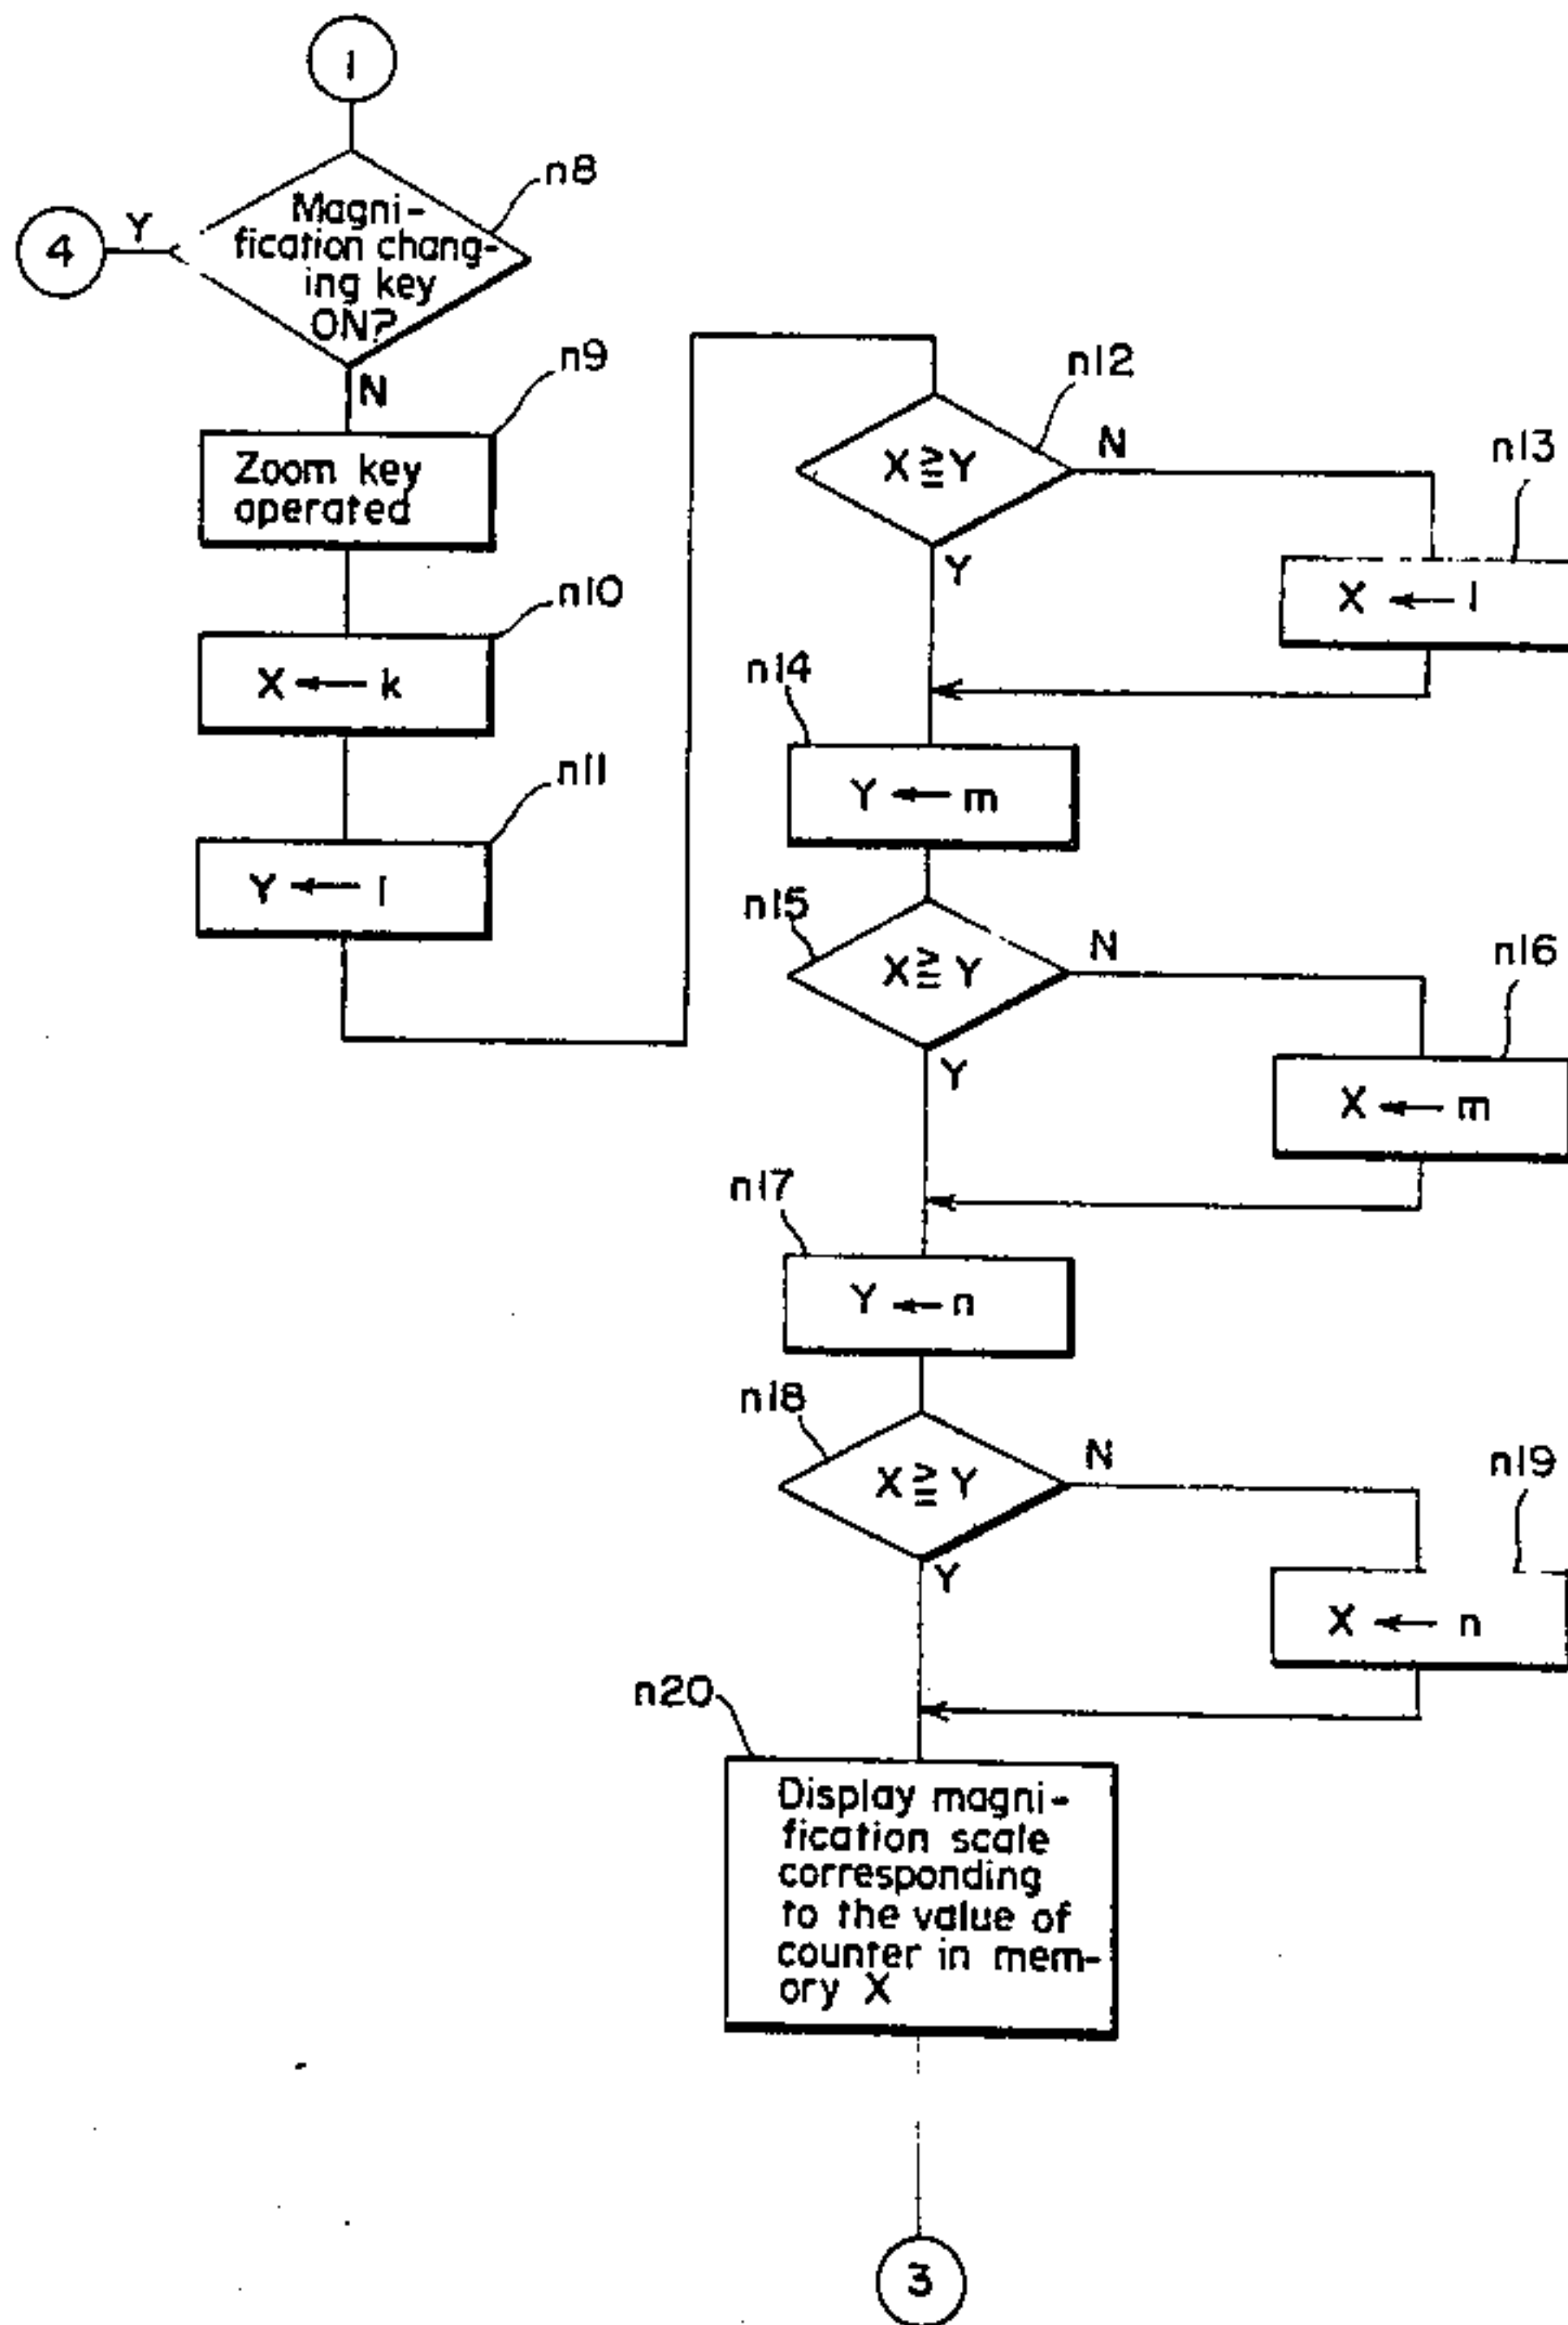 1
n8
Magni-
fication chang-
ing key
ON?
Y
4
N
n9
Zoom key
operated
n10
X ← k
n11
Y ← l
n12
X ≧ Y
N
Y
n13
X ← l
n14
Y ← m
n15
X ≧ Y
N
Y
n16
X ← m
n17
Y ← n
n18
X ≧ Y
N
Y
n19
X ← n
n20
Display magni-
fication scale
corresponding
to the value of
counter in mem-
ory X
3